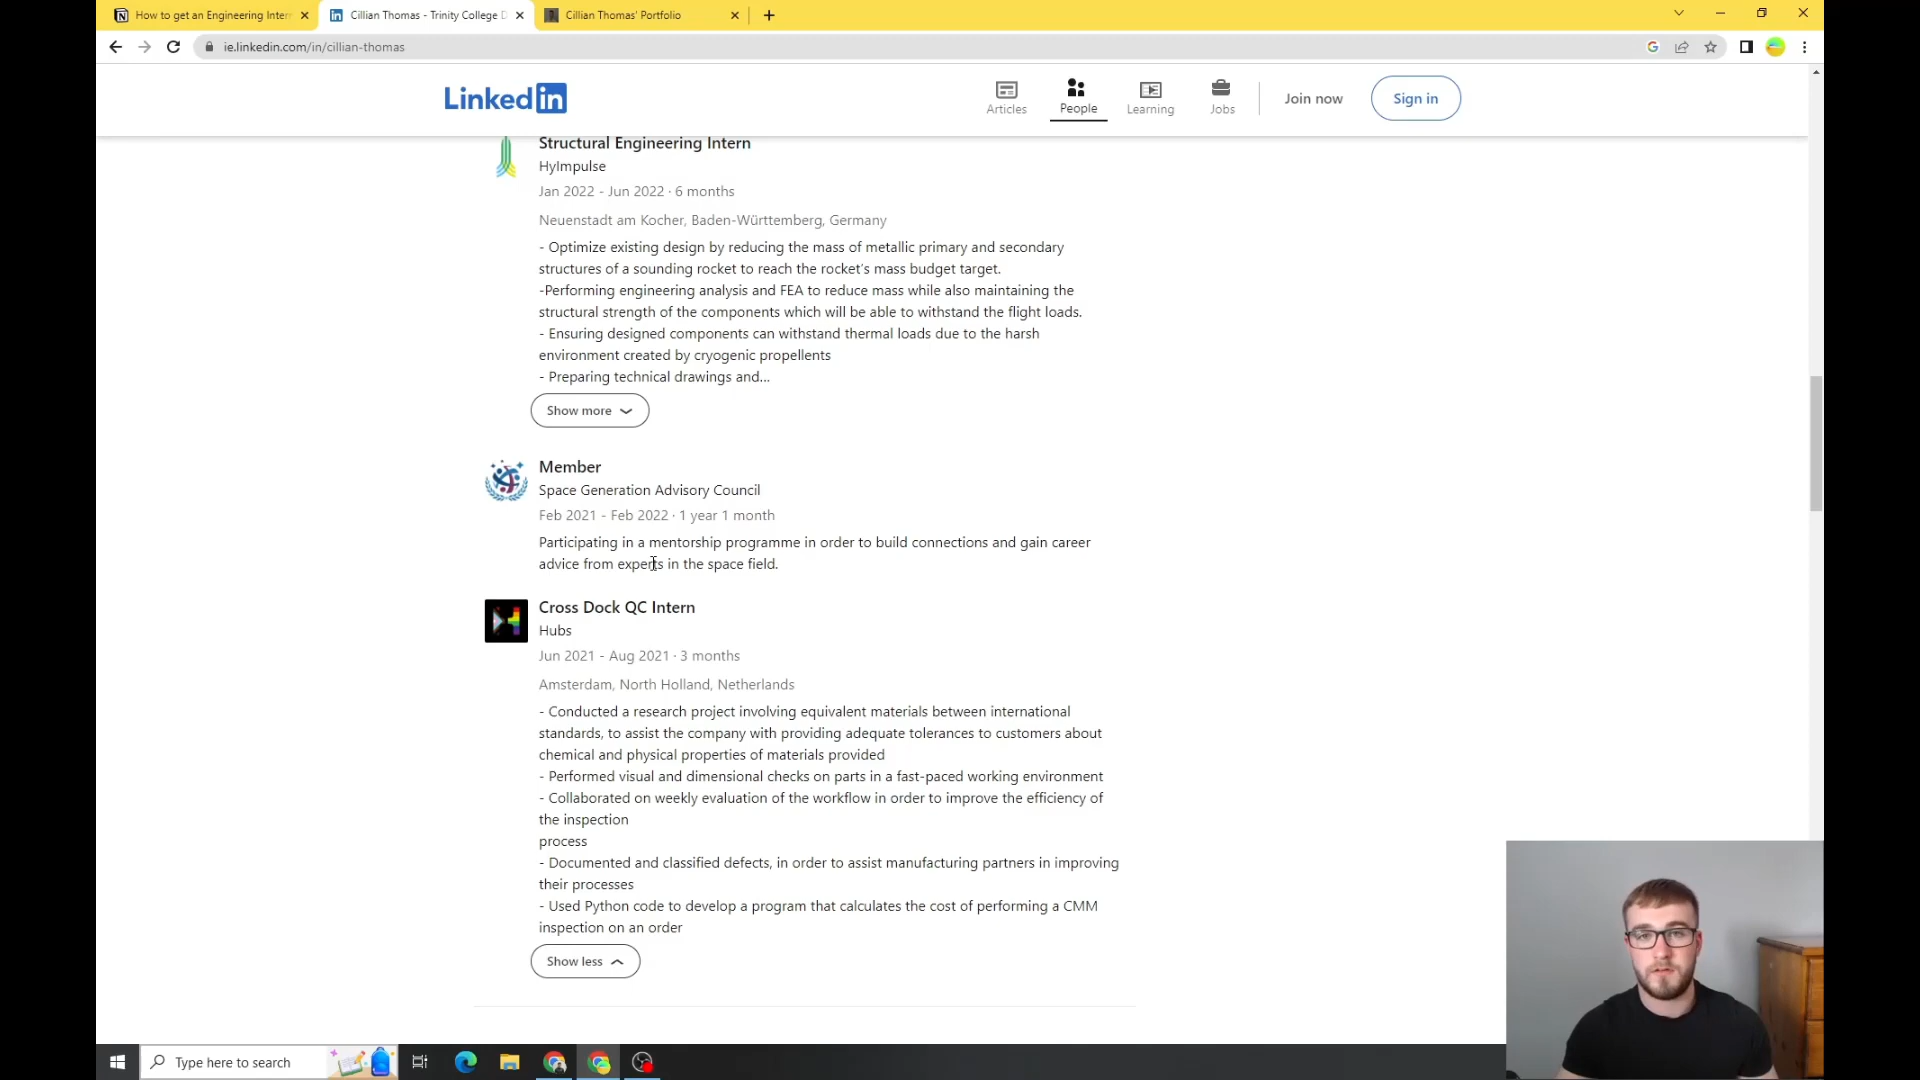 How to get an Engineering Inter
Cillian Thomas - Trinity College D
Cillian Thomas' Portfolio
ie.linkedin.com/in/cillian-thomas
Linked in
Articles
People
Learning
Jobs
Join now
Sign in
Structural Engineering Intern
HyImpulse
Jan 2022 - Jun 2022 · 6 months
Neuenstadt am Kocher, Baden-Württemberg, Germany
- Optimize existing design by reducing the mass of metallic primary and secondary
structures of a sounding rocket to reach the rocket's mass budget target.
-Performing engineering analysis and FEA to reduce mass while also maintaining the
structural strength of the components which will be able to withstand the flight loads.
- Ensuring designed components can withstand thermal loads due to the harsh
environment created by cryogenic propellents
- Preparing technical drawings and...
Show more
Member
Space Generation Advisory Council
Feb 2021 - Feb 2022 · 1 year 1 month
Participating in a mentorship programme in order to build connections and gain career
advice from experts in the space field.
Cross Dock QC Intern
Hubs
Jun 2021 - Aug 2021 · 3 months
Amsterdam, North Holland, Netherlands
- Conducted a research project involving equivalent materials between international
standards, to assist the company with providing adequate tolerances to customers about
chemical and physical properties of materials provided
- Performed visual and dimensional checks on parts in a fast-paced working environment
- Collaborated on weekly evaluation of the workflow in order to improve the efficiency of
the inspection
process
- Documented and classified defects, in order to assist manufacturing partners in improving
their processes
- Used Python code to develop a program that calculates the cost of performing a CMM
inspection on an order
Show less
Type here to search